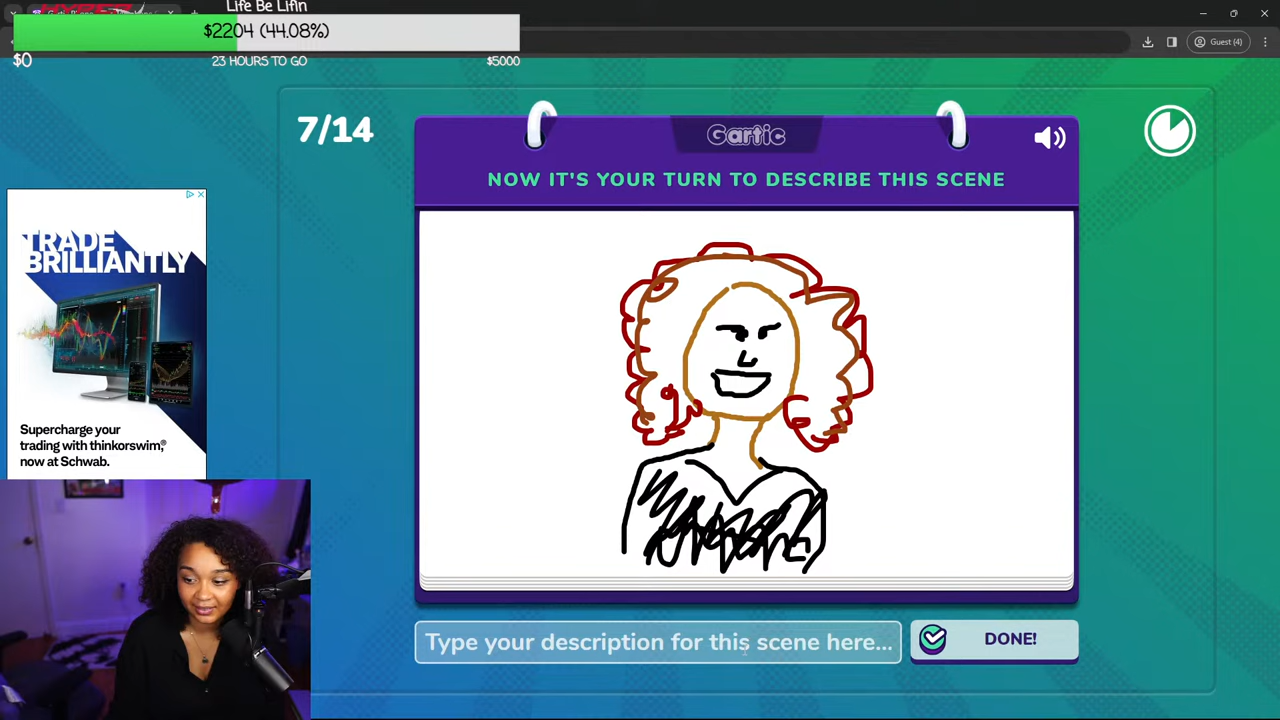 Life Be Lifin
$2204 (44.08%)
$0
23 HOURS TO GO
$5000
Guest (4)
7/14
Gartic
NOW IT'S YOUR TURN TO DESCRIBE THIS SCENE
TRADE
BRILLIANTLY
Supercharge your
trading with thinkorswim,®
now at Schwab.
Type your description for this scene here...
DONE!